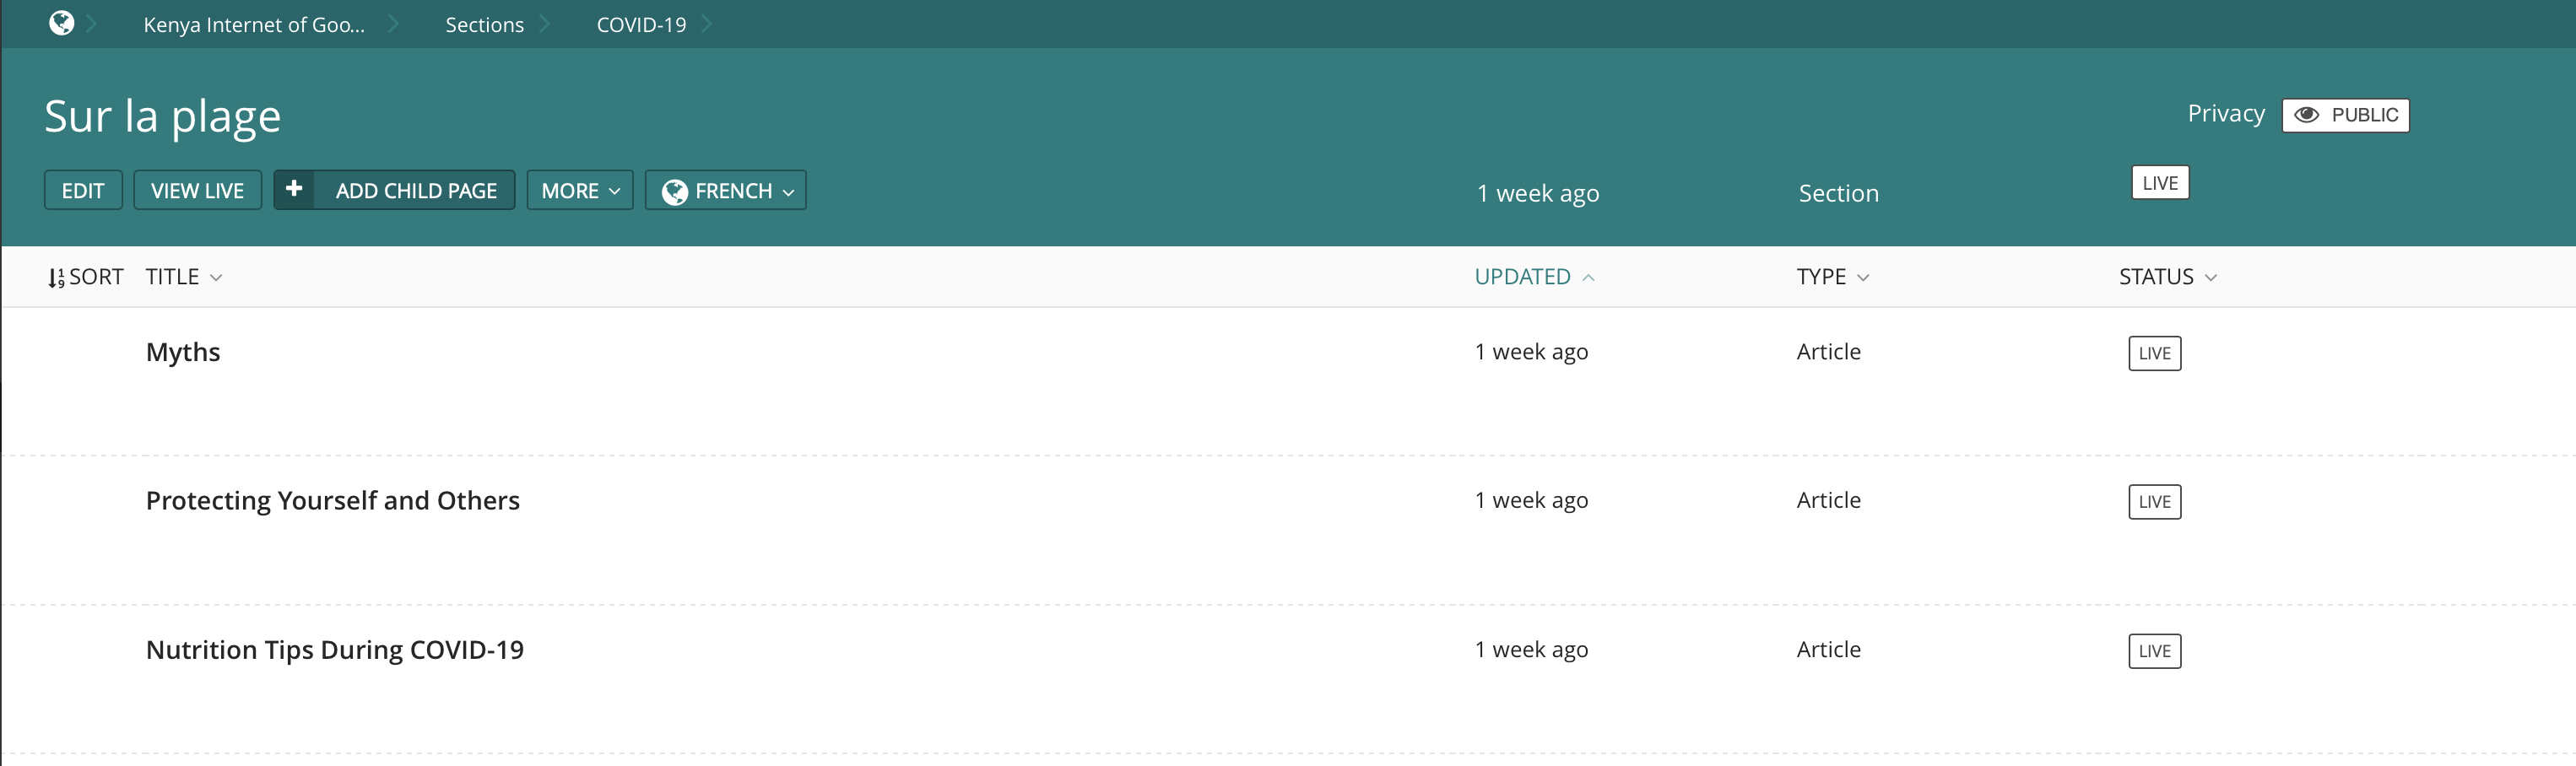 Kenya Internet of Goo...
Sections
COVID-19
Sur la plage
Privacy
PUBLIC
EDIT
VIEW LIVE
+ ADD CHILD PAGE
MORE
FRENCH
1 week ago
Section
LIVE
SORT
TITLE
UPDATED
TYPE
STATUS
Myths
1 week ago
Article
LIVE
Protecting Yourself and Others
1 week ago
Article
LIVE
Nutrition Tips During COVID-19
1 week ago
Article
LIVE